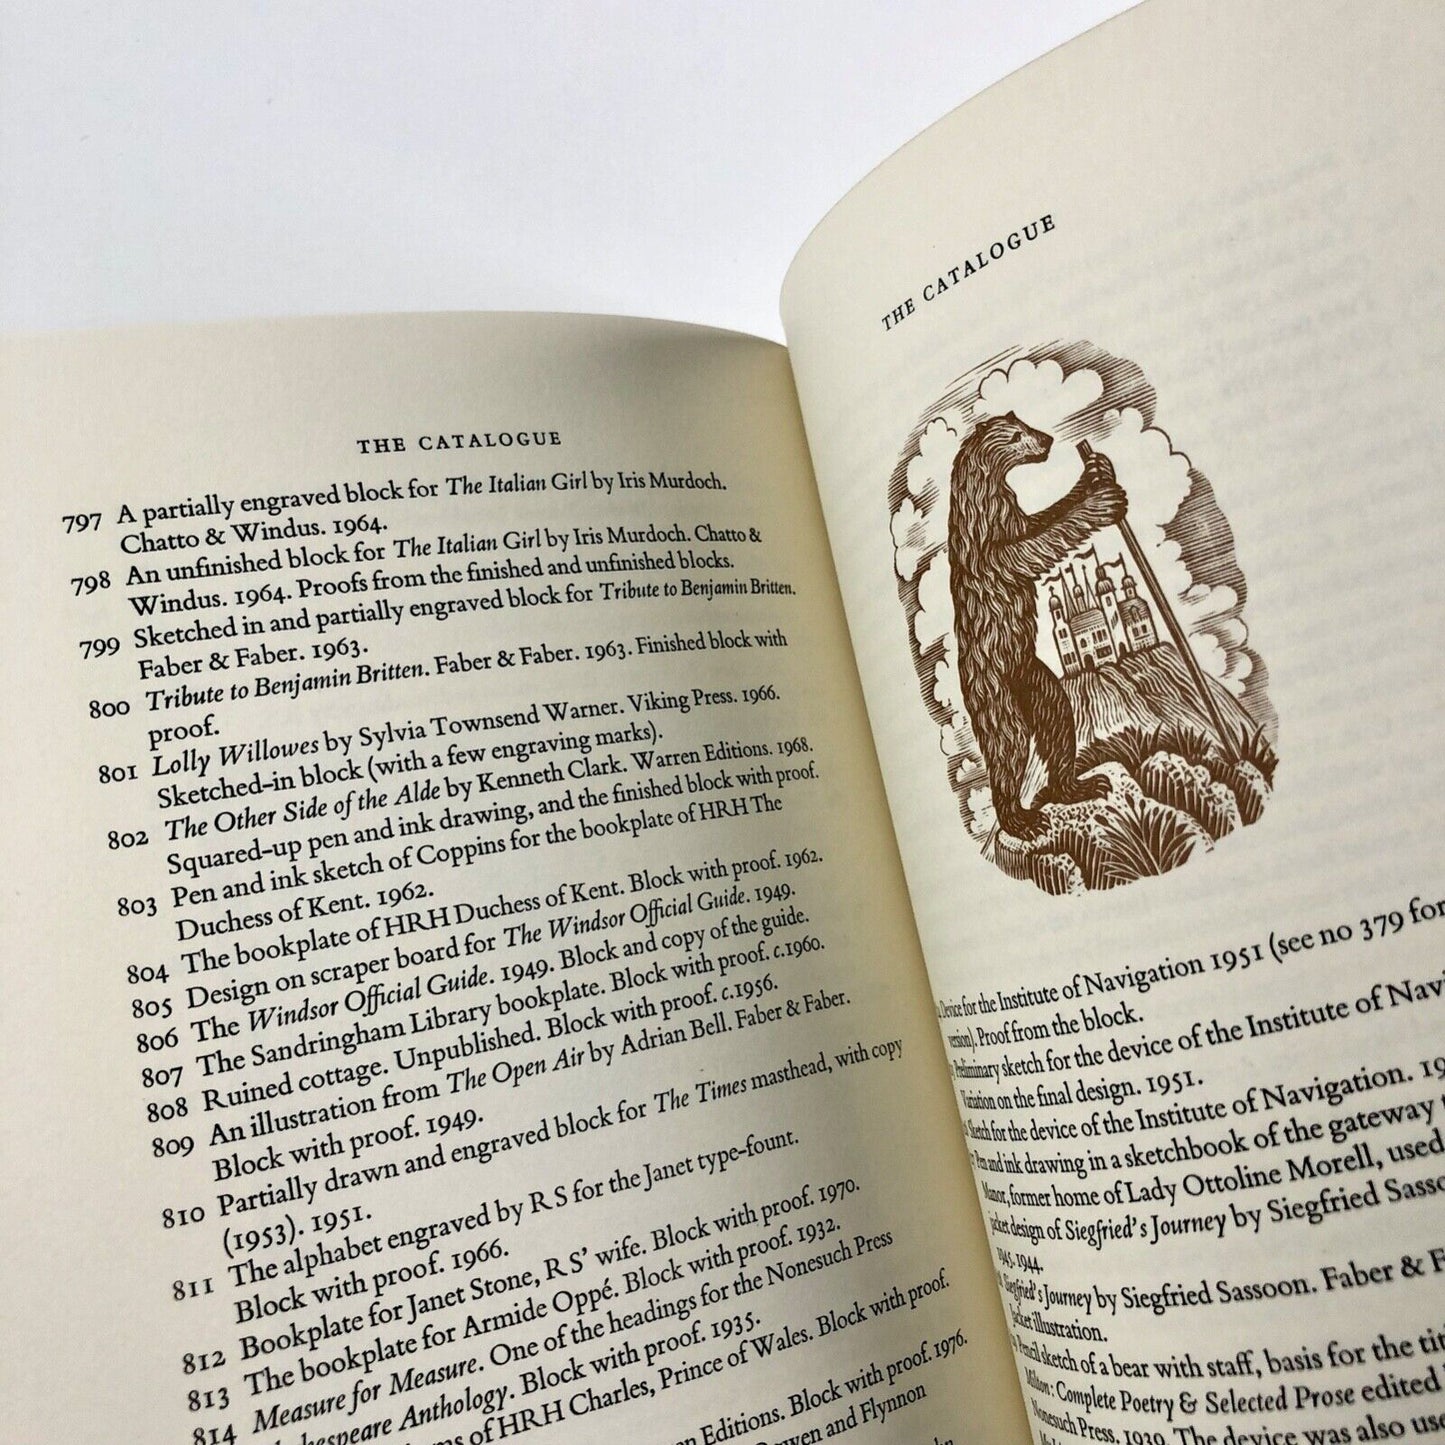 THE CATALOGUE
797 A partially engraved block for The Italian Girl by Iris Murdoch.
Chatto & Windus. 1964.
798 An unfinished block for The Italian Girl by Iris Murdoch. Chatto &
Windus. 1964. Proofs from the finished and unfinished blocks.
799 Sketched in and partially engraved block for Tribute to Benjamin Britten.
Faber & Faber. 1963.
800 Tribute to Benjamin Britten. Faber & Faber. 1963. Finished block with
proof.
801 Lolly Willowes by Sylvia Townsend Warner. Viking Press. 1966.
Sketched-in block (with a few engraving marks).
802 The Other Side of the Alde by Kenneth Clark. Warren Editions. 1968.
Squared-up pen and ink drawing, and the finished block with proof.
803 Pen and ink sketch of Coppins for the bookplate of HRH The
Duchess of Kent. 1962.
804 The bookplate of HRH Duchess of Kent. Block with proof. 1962.
805 Design on scraper board for The Windsor Official Guide. 1949.
806 The Windsor Official Guide. 1949. Block and copy of the guide.
807 The Sandringham Library bookplate. Block with proof. c.1960.
808 Ruined cottage. Unpublished. Block with proof. c.1956.
809 An illustration from The Open Air by Adrian Bell. Faber & Faber.
Block with proof. 1949.
810 Partially drawn and engraved block for The Times masthead, with copy
(1953). 1951.
811 The alphabet engraved by RS for the Janet type-fount.
Block with proof. 1966.
812 Bookplate for Janet Stone, RS' wife. Block with proof. 1970.
813 The bookplate for Armide Oppé. Block with proof. 1932.
814 Measure for Measure. One of the headings for the Nonesuch Press
Anthology. Block with proof. 1935.
of HRH Charles, Prince of Wales. Block with proof.
Editions. Block with proof. 1976.
and Flynnon
THE CATALOGUE
Device for the Institute of Navigation 1951 (see no 379 for
version). Proof from the block.
Preliminary sketch for the device of the Institute of
Variation on the final design. 1951.
Sketch for the device of the Institute of Navigation.
Pen and ink drawing in a sketchbook of the gateway
Manor, former home of Lady Ottoline Morell, used
jacket design of Siegfried's Journey by Siegfried
1945. 1944.
Siegfried's Journey by Siegfried Sassoon. Faber &
Jacket illustration.
Pencil sketch of a bear with staff, basis for the
Milton: Complete Poetry & Selected Prose edited
Nonesuch Press. 1939. The device was also